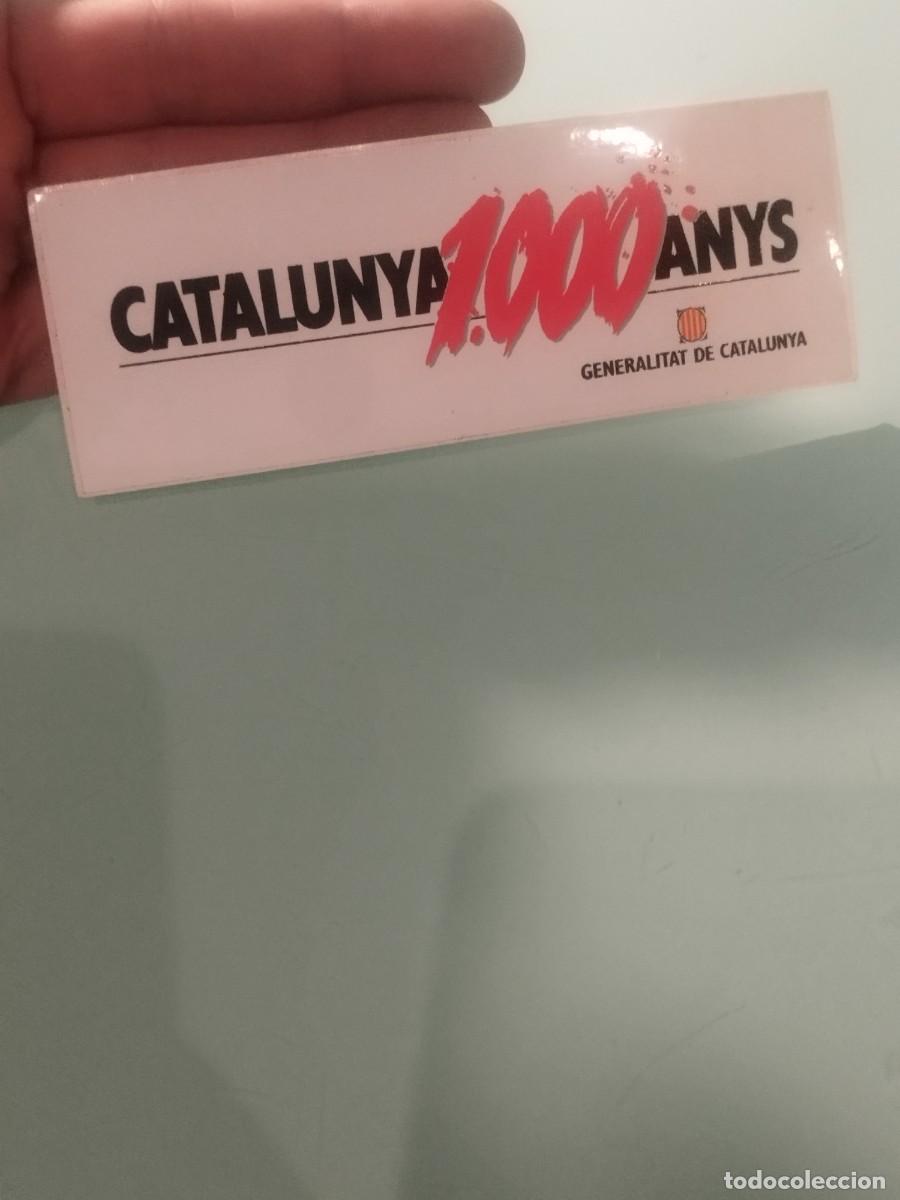 CATALUNYA 1.000 ANYS
GENERALITAT DE CATALUNYA
todocoleccion